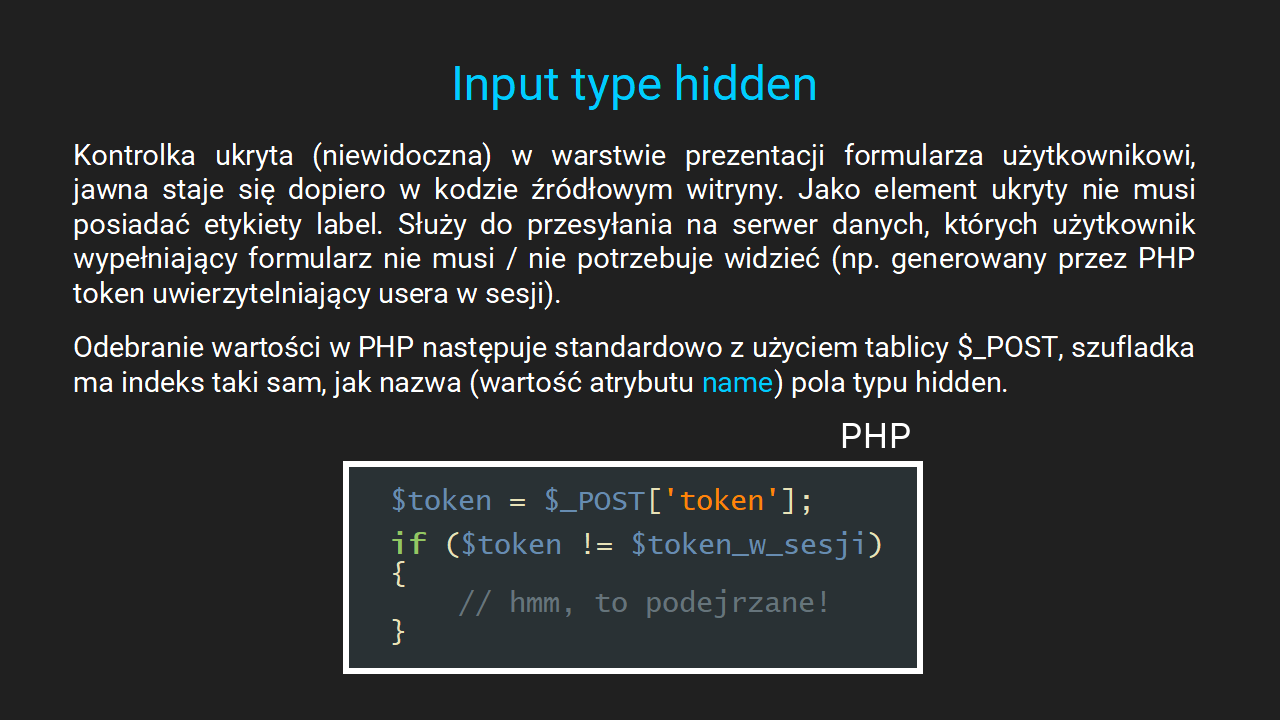 Input type hidden
Kontrolka ukryta (niewidoczna) w warstwie prezentacji formularza użytkownikowi,
jawna staje się dopiero w kodzie źródłowym witryny. Jako element ukryty nie musi
posiadać etykiety label. Służy do przesyłania na serwer danych, których użytkownik
wypełniający formularz nie musi / nie potrzebuje widzieć (np. generowany przez PHP
token uwierzytelniający usera w sesji).
Odebranie wartości w PHP następuje standardowo z użyciem tablicy $_POST, szufladka
ma indeks taki sam, jak nazwa (wartość atrybutu name) pola typu hidden.
PHP
$token = $_POST['token'];
if ($token != $token_w_sesji)
{
// hmm, to podejrzane!
}